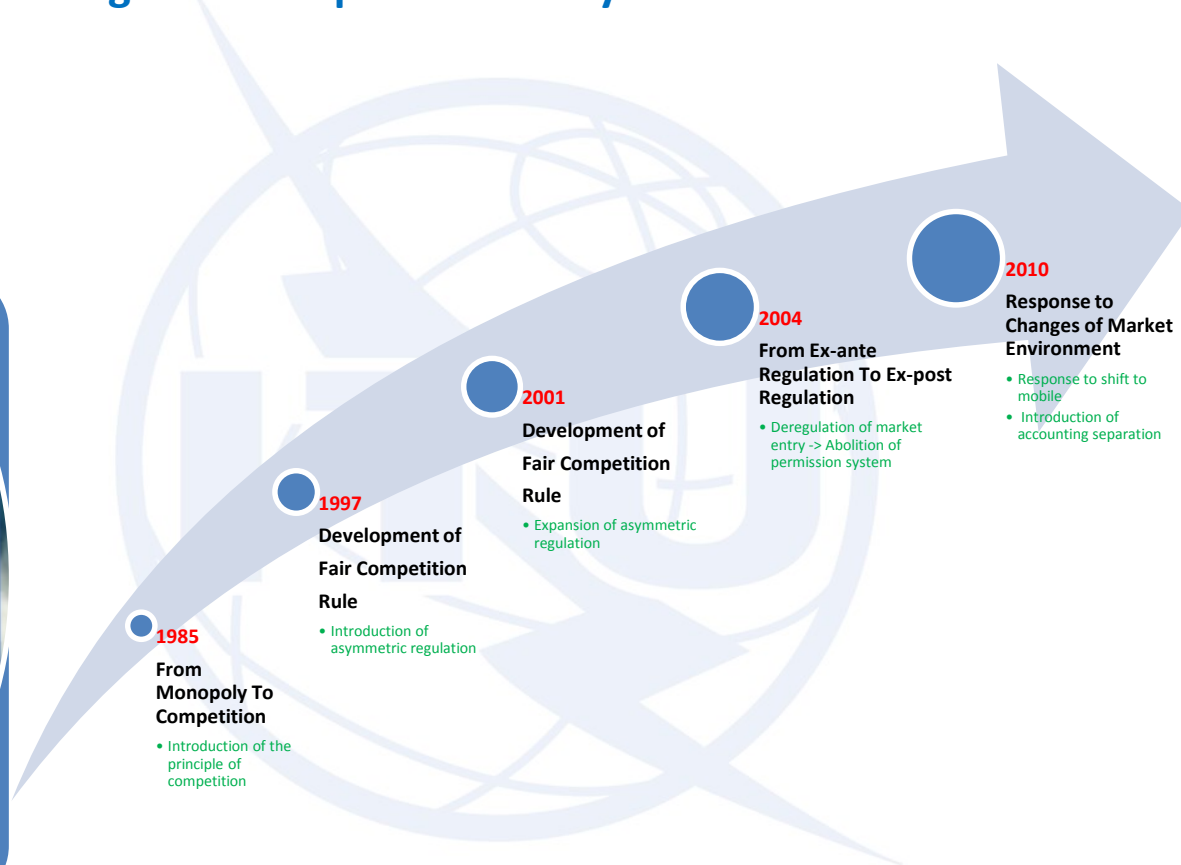 1985
From
Monopoly To
Competition
• Introduction of the
principle of
competition
1997
Development of
Fair Competition
Rule
• Introduction of
asymmetric regulation
2001
Development of
Fair Competition
Rule
• Expansion of asymmetric
regulation
2004
From Ex-ante
Regulation To Ex-post
Regulation
• Deregulation of market
entry -> Abolition of
permission system
2010
Response to
Changes of Market
Environment
• Response to shift to
mobile
• Introduction of
accounting separation
ITU